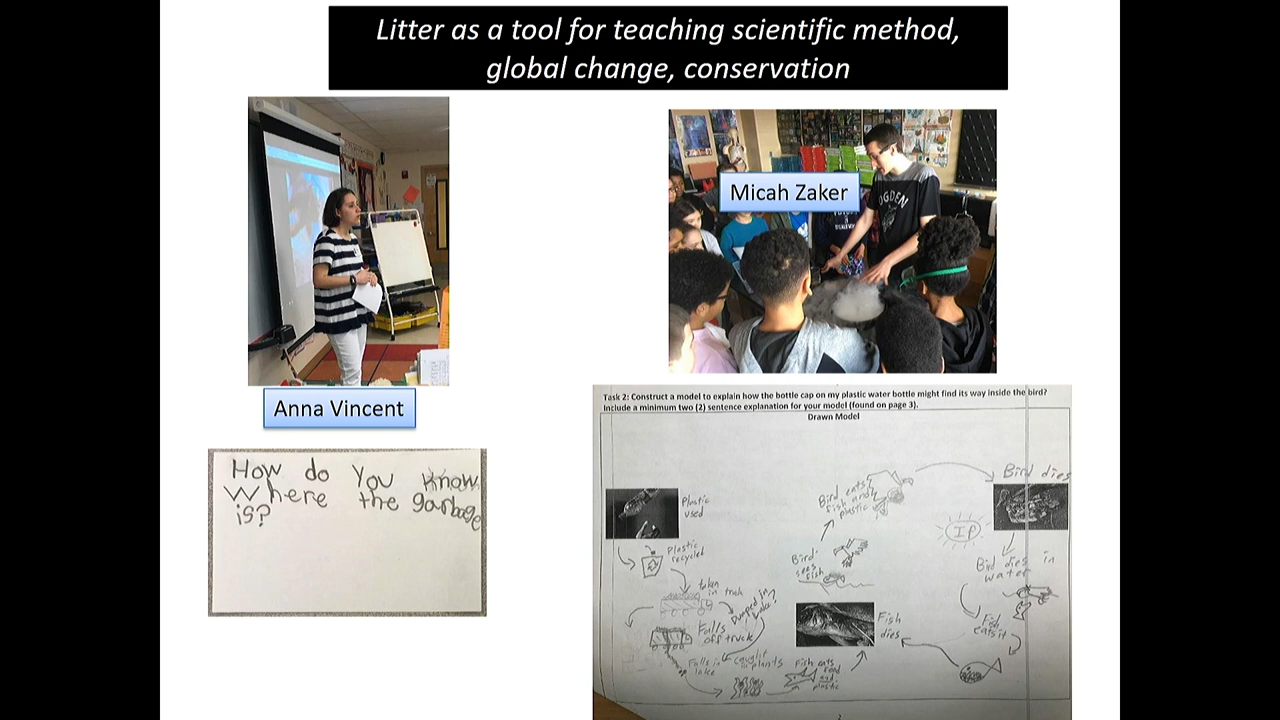 Litter as a tool for teaching scientific method,
global change, conservation
Micah Zaker
OGDEN
Anna Vincent
How do you know
where the garbage
is?
Task 2: Construct a model to explain how the bottle cap on my plastic water bottle might find its way inside the bird?
Include a minimum two (2) sentence explanation for your model (found on page 3).
Drawn Model
Plastic
used
Plastic
recycled
taken
in truck
Dumped in
lake?
Falls
off truck
Falls in
lake
caught
in plants
Fish eats
and
plastic
Fish
dies
Bird
sees
fish
Bird eats
fish and
plastic
Bird dies
Bird dies in
water
Fish
eats it